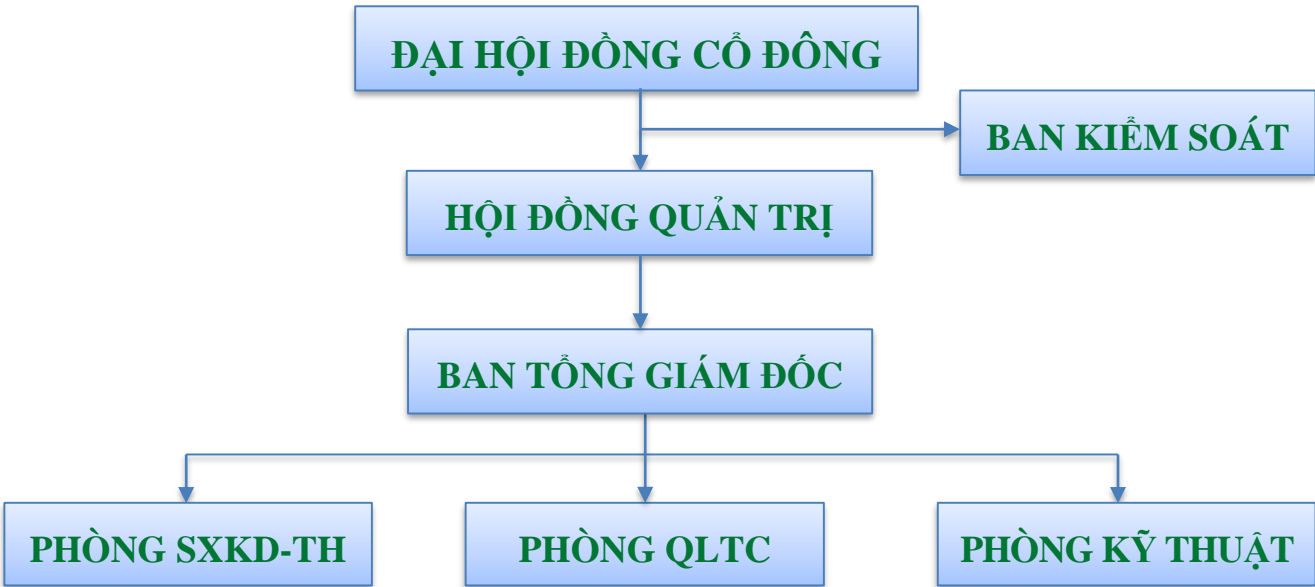 ĐẠI HỘI ĐỒNG CỔ ĐÔNG
BAN KIỂM SOÁT
HỘI ĐỒNG QUẢN TRỊ
BAN TỔNG GIÁM ĐỐC
PHÒNG SXKD-TH
PHÒNG QLTC
PHÒNG KỸ THUẬT